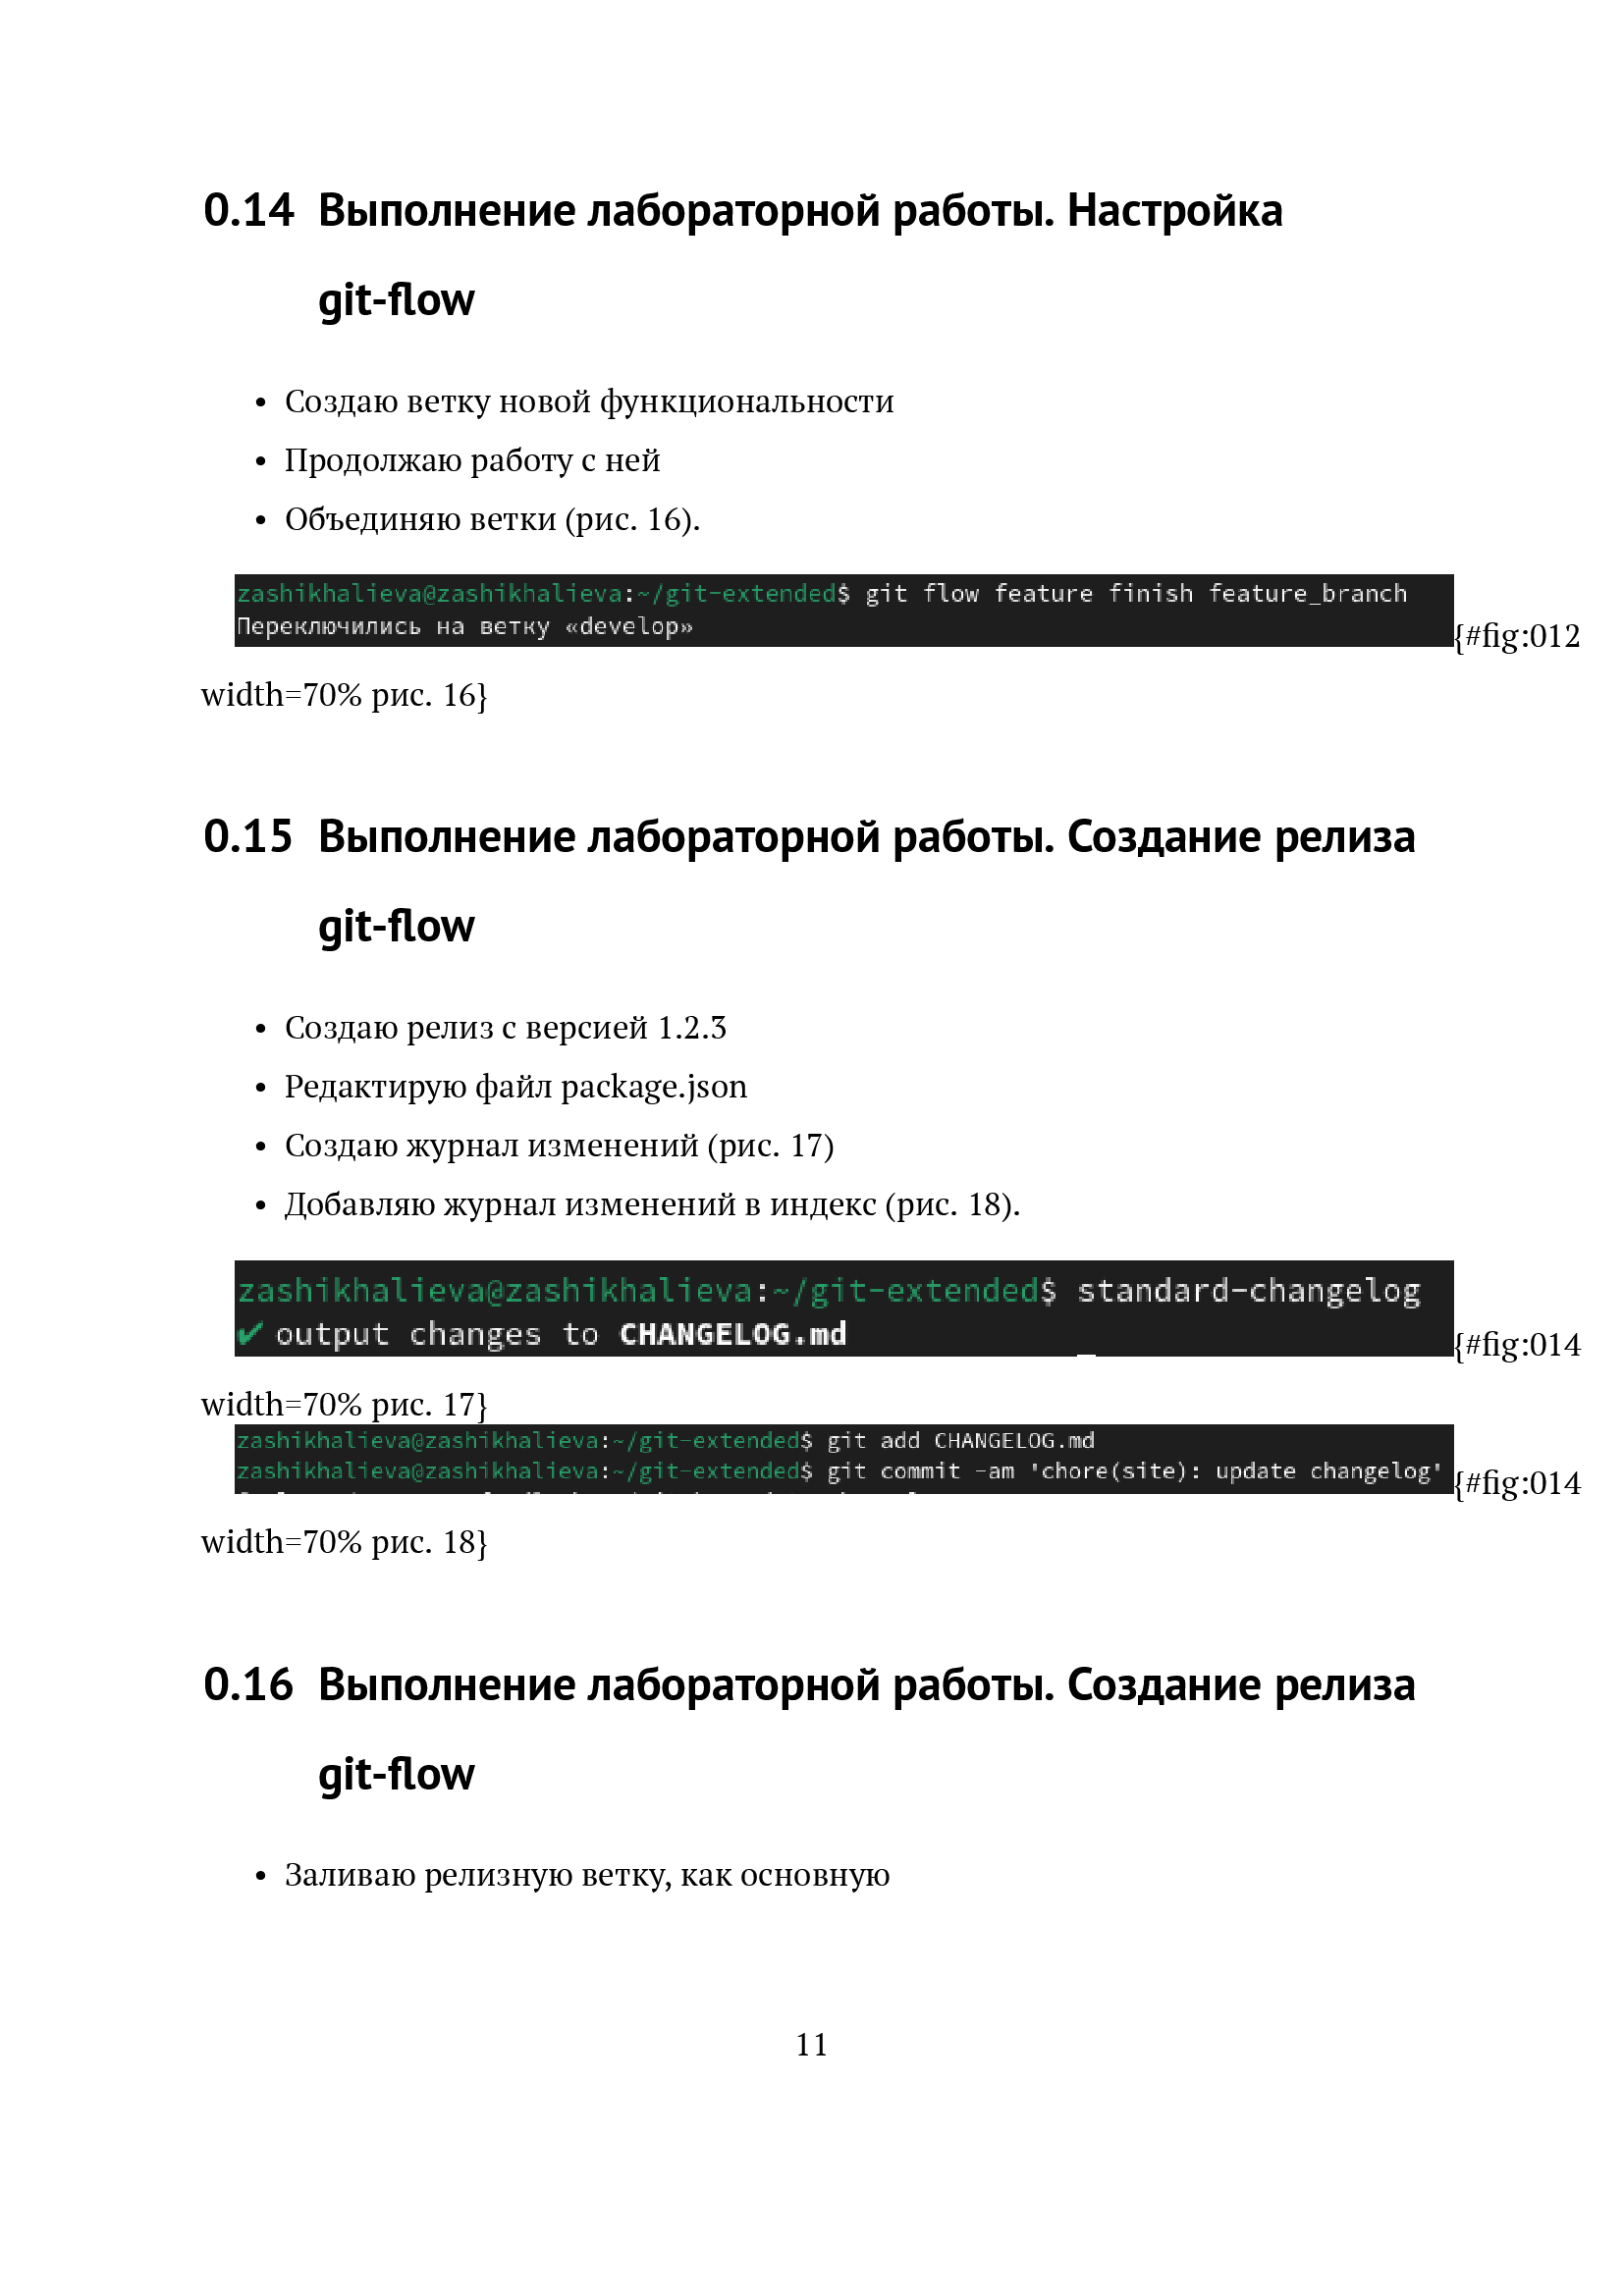 0.14 Выполнение лабораторной работы. Настройка
git-flow
• Создаю ветку новой функциональности
• Продолжаю работу с ней
• Объединяю ветки (рис. 16).
zashikhalieva@zashikhalieva:~/git-extended$ git flow feature finish feature_branch
Переключились на ветку «develop»
{#fig:012
width=70% рис. 16}
0.15 Выполнение лабораторной работы. Создание релиза
git-flow
• Создаю релиз с версией 1.2.3
• Редактирую файл package.json
• Создаю журнал изменений (рис. 17)
• Добавляю журнал изменений в индекс (рис. 18).
zashikhalieva@zashikhalieva:~/git-extended$ standard-changelog
✔ output changes to CHANGELOG.md
{#fig:014
width=70% рис. 17}
zashikhalieva@zashikhalieva:~/git-extended$ git add CHANGELOG.md
zashikhalieva@zashikhalieva:~/git-extended$ git commit -am 'chore(site): update changelog'
{#fig:014
width=70% рис. 18}
0.16 Выполнение лабораторной работы. Создание релиза
git-flow
• Заливаю релизную ветку, как основную
11